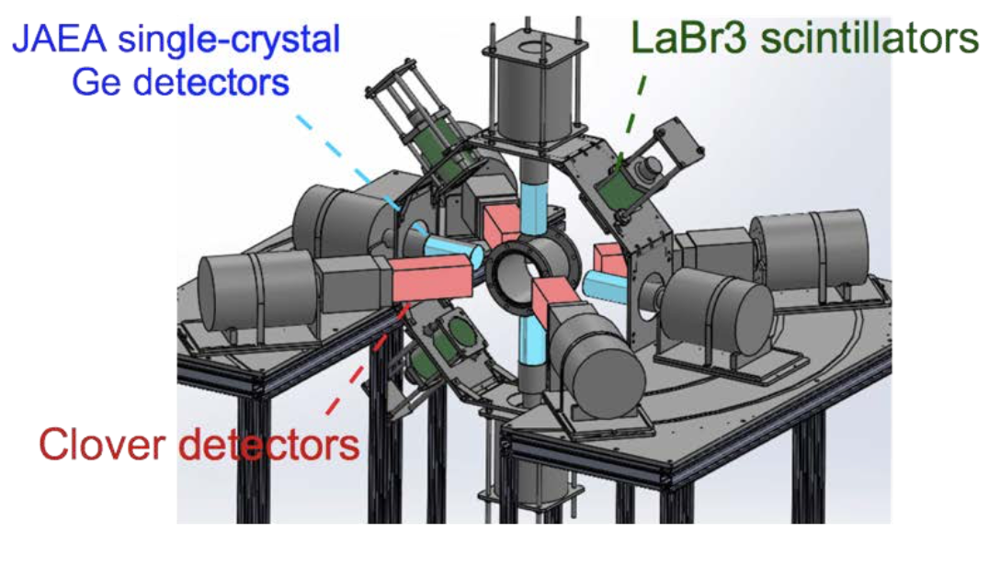 JAEA single-crystal
Ge detectors
LaBr3 scintillators
Clover detectors